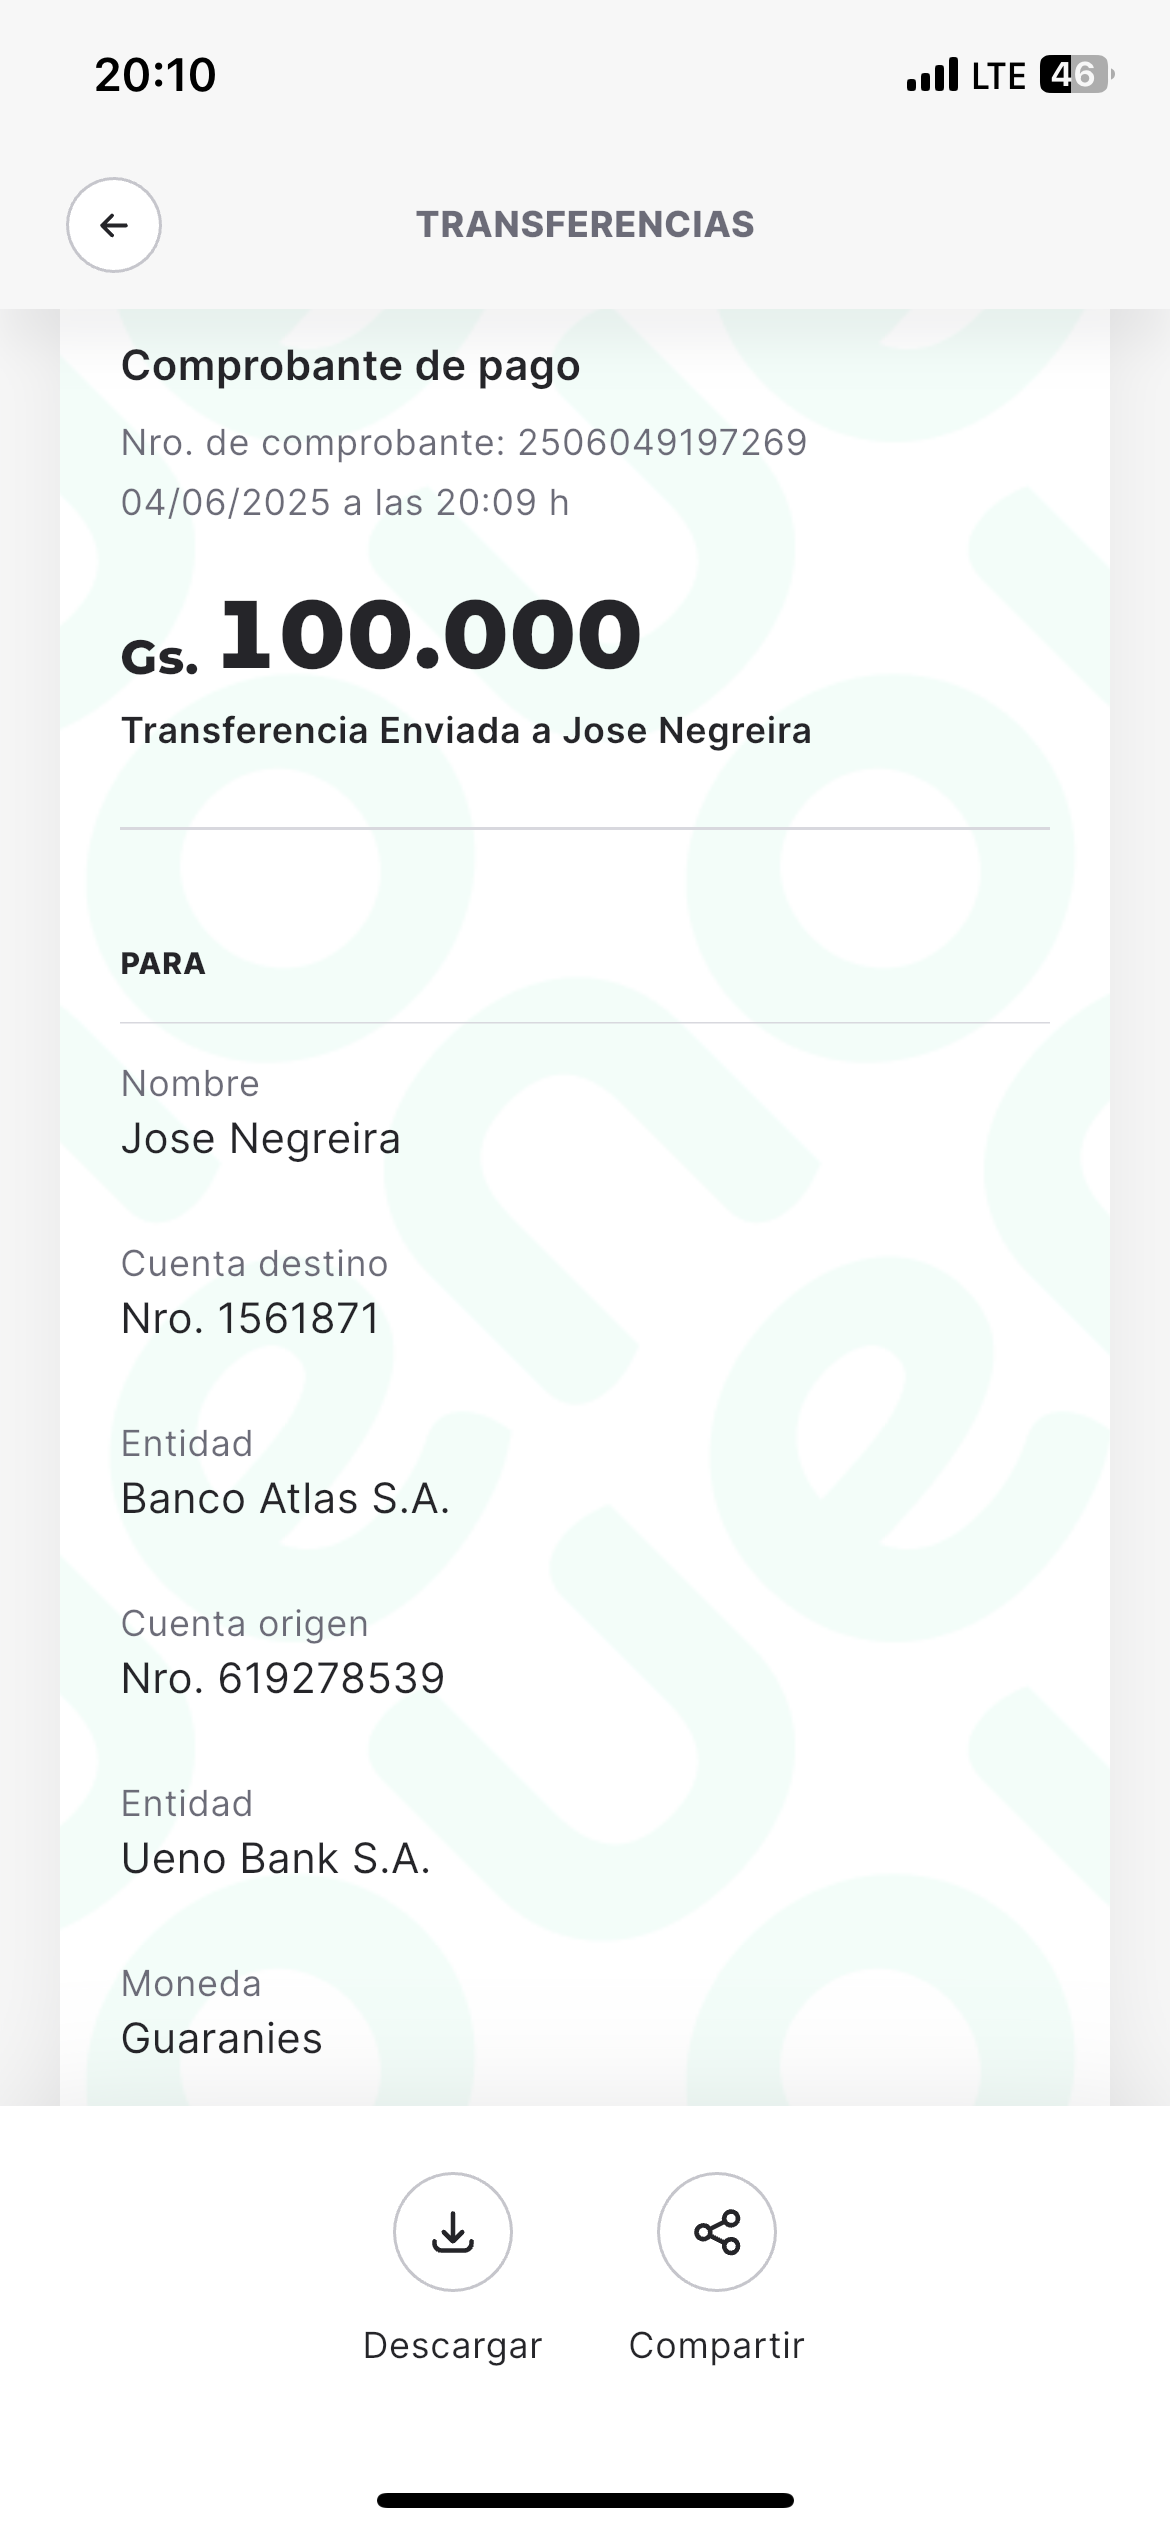 20:10
LTE 46
TRANSFERENCIAS
Comprobante de pago
Nro. de comprobante: 2506049197269
04/06/2025 a las 20:09 h
Gs. 100.000
Transferencia Enviada a Jose Negreira
PARA
Nombre
Jose Negreira
Cuenta destino
Nro. 1561871
Entidad
Banco Atlas S.A.
Cuenta origen
Nro. 619278539
Entidad
Ueno Bank S.A.
Moneda
Guaranies
Descargar
Compartir